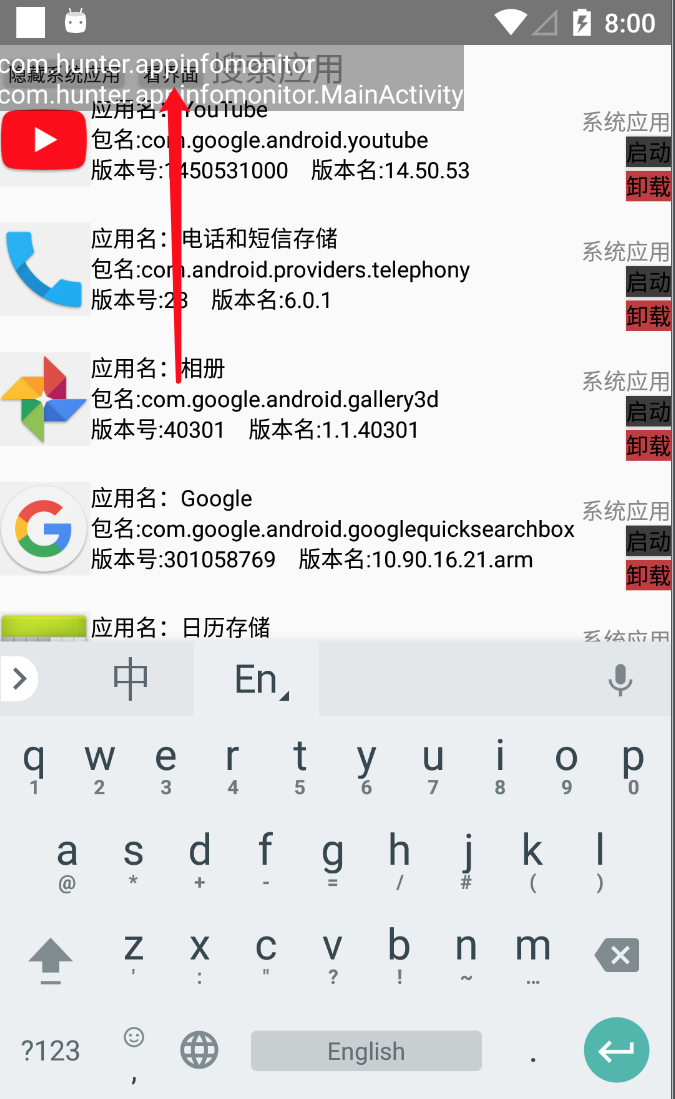 8:00
com.hunter.appinfomonitor
隐藏系统应用 看界面 搜索应用
com.hunter.appinfomonitor.MainActivity
应用名：YouTube
系统应用
包名:com.google.android.youtube
启动
版本号:1450531000 版本名:14.50.53
卸载
应用名：电话和短信存储
系统应用
包名:com.android.providers.telephony
启动
版本号:23 版本名:6.0.1
卸载
应用名：相册
系统应用
包名:com.google.android.gallery3d
启动
版本号:40301 版本名:1.1.40301
卸载
应用名：Google
系统应用
包名:com.google.android.googlequicksearchbox
启动
版本号:301058769 版本名:10.90.16.21.arm
卸载
应用名：日历存储
系统应用
中 En
q w e r t y u i o p
1 2 3 4 5 6 7 8 9 0
a s d f g h j k l
@ * + - = / # ( )
z x c v b n m
' : " ? ! ~ …
?123 , English .